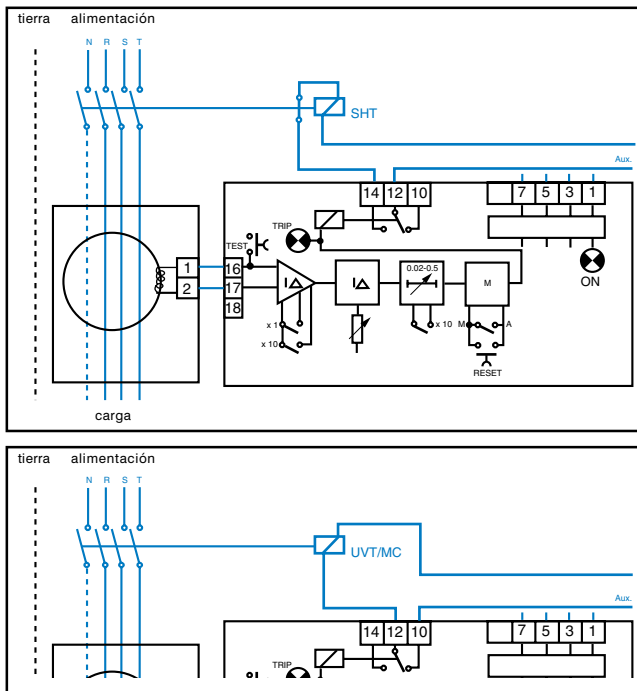 tierra alimentación
N R S T
SHT
Aux.
14 12 10
7 5 3 1
TRIP
TEST
ON
1
2
16
17
18
I∆
I∆
0.02-0.5
M
x 1
x 10
x 10
M A
RESET
carga
tierra alimentación
N R S T
UVT/MC
Aux.
14 12 10
7 5 3 1
TRIP